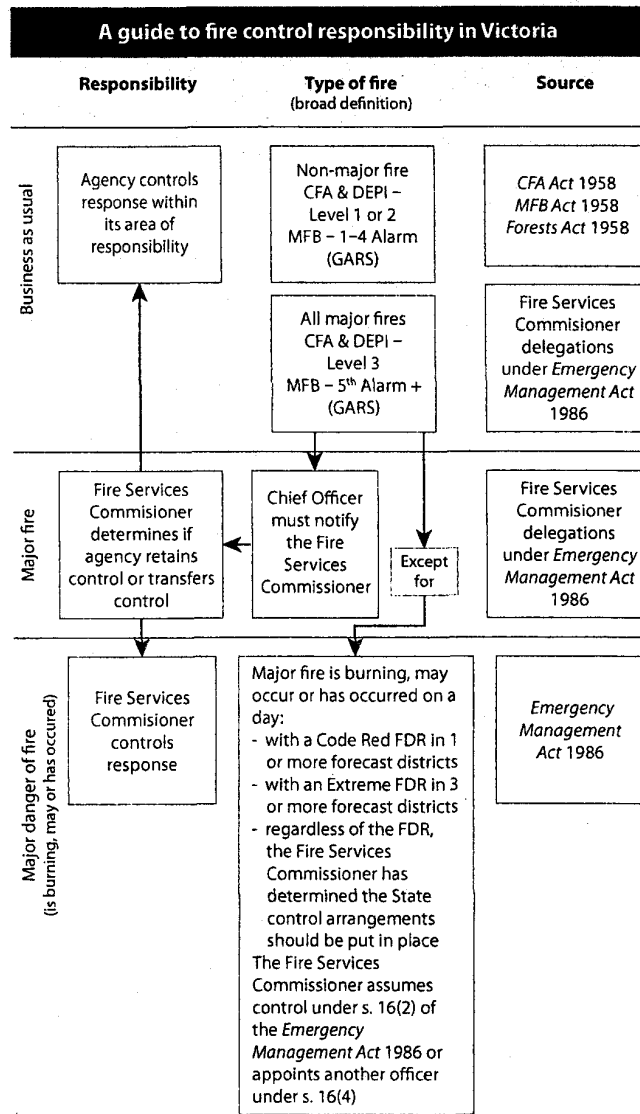 A guide to fire control responsibility in Victoria
Responsibility
Type of fire
(broad definition)
Source
Business as usual
Agency controls
response within
its area of
responsibility
Non-major fire
CFA & DEPI –
Level 1 or 2
MFB – 1–4 Alarm
(GARS)
CFA Act 1958
MFB Act 1958
Forests Act 1958
All major fires
CFA & DEPI –
Level 3
MFB – 5th Alarm +
(GARS)
Fire Services
Commisioner
delegations
under Emergency
Management Act
1986
Major fire
Fire Services
Commisioner
determines if
agency retains
control or transfers
control
Chief Officer
must notify
the Fire
Services
Commissioner
Except
for
Fire Services
Commisioner
delegations
under Emergency
Management Act
1986
Major danger of fire
(is burning, may or has occured)
Fire Services
Commisioner
controls
response
Major fire is burning, may
occur or has occurred on a
day:
- with a Code Red FDR in 1
or more forecast districts
- with an Extreme FDR in 3
or more forecast districts
- regardless of the FDR,
the Fire Services
Commissioner has
determined the State
control arrangements
should be put in place
The Fire Services
Commissioner assumes
control under s. 16(2) of
the Emergency
Management Act 1986 or
appoints another officer
under s. 16(4)
Emergency
Management
Act 1986